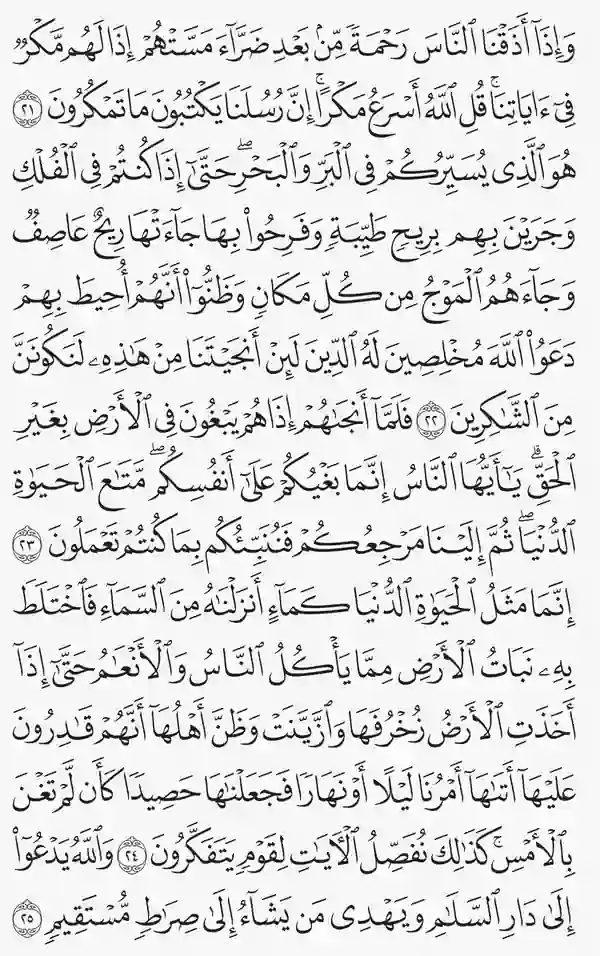 وَإِذَآ أَذَقۡنَا ٱلنَّاسَ رَحۡمَةٗ مِّنۢ بَعۡدِ ضَرَّآءَ مَسَّتۡهُمۡ إِذَا لَهُم مَّكۡرٞ
فِيٓ ءَايَاتِنَاۚ قُلِ ٱللَّهُ أَسۡرَعُ مَكۡرًاۚ إِنَّ رُسُلَنَا يَكۡتُبُونَ مَا تَمۡكُرُونَ ٢١
هُوَ ٱلَّذِي يُسَيِّرُكُمۡ فِي ٱلۡبَرِّ وَٱلۡبَحۡرِۖ حَتَّىٰٓ إِذَا كُنتُمۡ فِي ٱلۡفُلۡكِ
وَجَرَيۡنَ بِهِم بِرِيحٖ طَيِّبَةٖ وَفَرِحُواْ بِهَا جَآءَتۡهَا رِيحٌ عَاصِفٞ
وَجَآءَهُمُ ٱلۡمَوۡجُ مِن كُلِّ مَكَانٖ وَظَنُّوٓاْ أَنَّهُمۡ أُحِيطَ بِهِمۡ
دَعَوُاْ ٱللَّهَ مُخۡلِصِينَ لَهُ ٱلدِّينَ لَئِنۡ أَنجَيۡتَنَا مِنۡ هَٰذِهِۦ لَنَكُونَنَّ
مِنَ ٱلشَّٰكِرِينَ ٢٢ فَلَمَّآ أَنجَىٰهُمۡ إِذَا هُمۡ يَبۡغُونَ فِي ٱلۡأَرۡضِ بِغَيۡرِ
ٱلۡحَقِّۗ يَٰٓأَيُّهَا ٱلنَّاسُ إِنَّمَا بَغۡيُكُمۡ عَلَىٰٓ أَنفُسِكُمۖ مَّتَٰعَ ٱلۡحَيَوٰةِ
ٱلدُّنۡيَاۖ ثُمَّ إِلَيۡنَا مَرۡجِعُكُمۡ فَنُنَبِّئُكُم بِمَا كُنتُمۡ تَعۡمَلُونَ ٢٣
إِنَّمَا مَثَلُ ٱلۡحَيَوٰةِ ٱلدُّنۡيَا كَمَآءٍ أَنزَلۡنَٰهُ مِنَ ٱلسَّمَآءِ فَٱخۡتَلَطَ
بِهِۦ نَبَاتُ ٱلۡأَرۡضِ مِمَّا يَأۡكُلُ ٱلنَّاسُ وَٱلۡأَنۡعَٰمُ حَتَّىٰٓ إِذَآ
أَخَذَتِ ٱلۡأَرۡضُ زُخۡرُفَهَا وَٱزَّيَّنَتۡ وَظَنَّ أَهۡلُهَآ أَنَّهُمۡ قَٰدِرُونَ
عَلَيۡهَآ أَتَىٰهَآ أَمۡرُنَا لَيۡلًا أَوۡ نَهَارٗا فَجَعَلۡنَٰهَا حَصِيدٗا كَأَن لَّمۡ تَغۡنَ
بِٱلۡأَمۡسِۚ كَذَٰلِكَ نُفَصِّلُ ٱلۡأٓيَٰتِ لِقَوۡمٖ يَتَفَكَّرُونَ ٢٤ وَٱللَّهُ يَدۡعُوٓاْ
إِلَىٰ دَارِ ٱلسَّلَٰمِ وَيَهۡدِي مَن يَشَآءُ إِلَىٰ صِرَٰطٖ مُّسۡتَقِيمٖ ٢٥